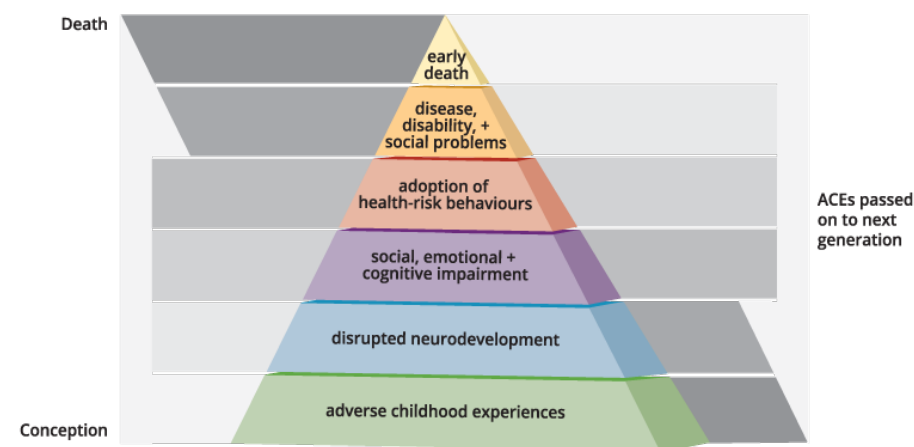 Death
early
death
disease,
disability, +
social problems
adoption of
health-risk behaviours
ACEs passed
on to next
generation
social, emotional +
cognitive impairment
disrupted neurodevelopment
adverse childhood experiences
Conception